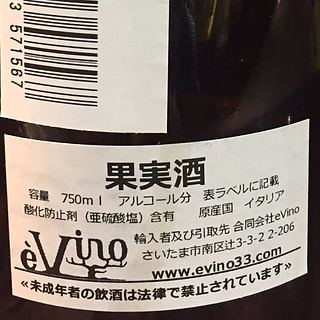 3 571567
果実酒
容量 750ml アルコール分 表ラベルに記載
酸化防止剤（亜硫酸塩）含有 原産国 イタリア
èVino
輸入者及び引取先 合同会社eVino
さいたま市南区辻3-3-2 2-206
www.evino33.com
≪未成年者の飲酒は法律で禁止されています≫